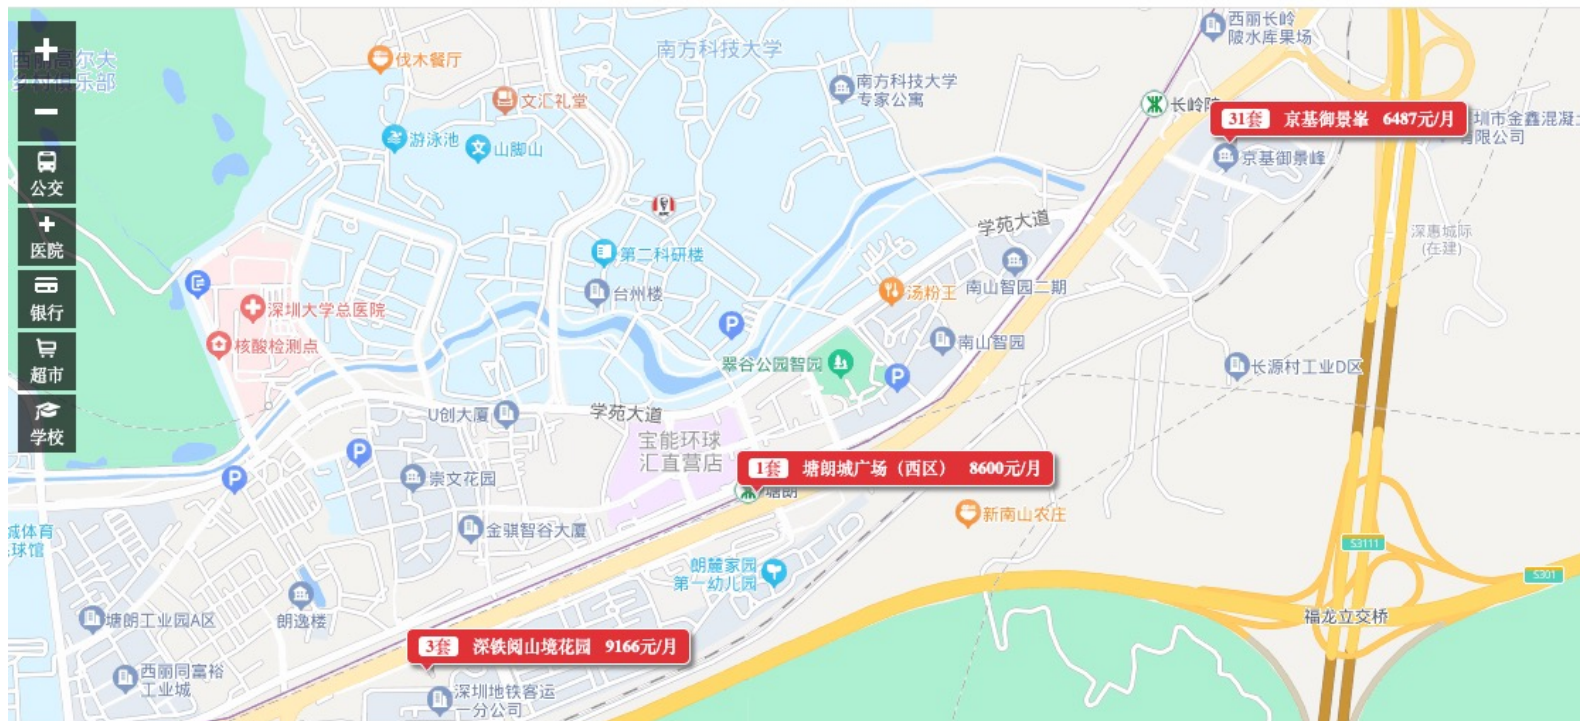 公交
医院
银行
超市
学校
伐木餐厅
文汇礼堂
游泳池
山脚山
南方科技大学
南方科技大学
专家公寓
西丽长岭
陂水库果场
31套 京基御景峯 6487元/月
京基御景峰
有限公司
深惠城际
(在建)
第二科研楼
台州楼
学苑大道
南山智园二期
汤粉王
南山智园
翠谷公园智园
长源村工业D区
深圳大学总医院
核酸检测点
U创大厦
学苑大道
宝能环球
汇直营店
1套 塘朗城广场（西区） 8600元/月
塘朗
崇文花园
金骐智谷大厦
新南山农庄
朗麓家园
第一幼儿园
S3111
S301
福龙立交桥
城体育
球馆
朗逸楼
塘朗工业园A区
西丽同富裕
工业城
3套 深铁阅山境花园 9166元/月
深圳地铁客运
一分公司